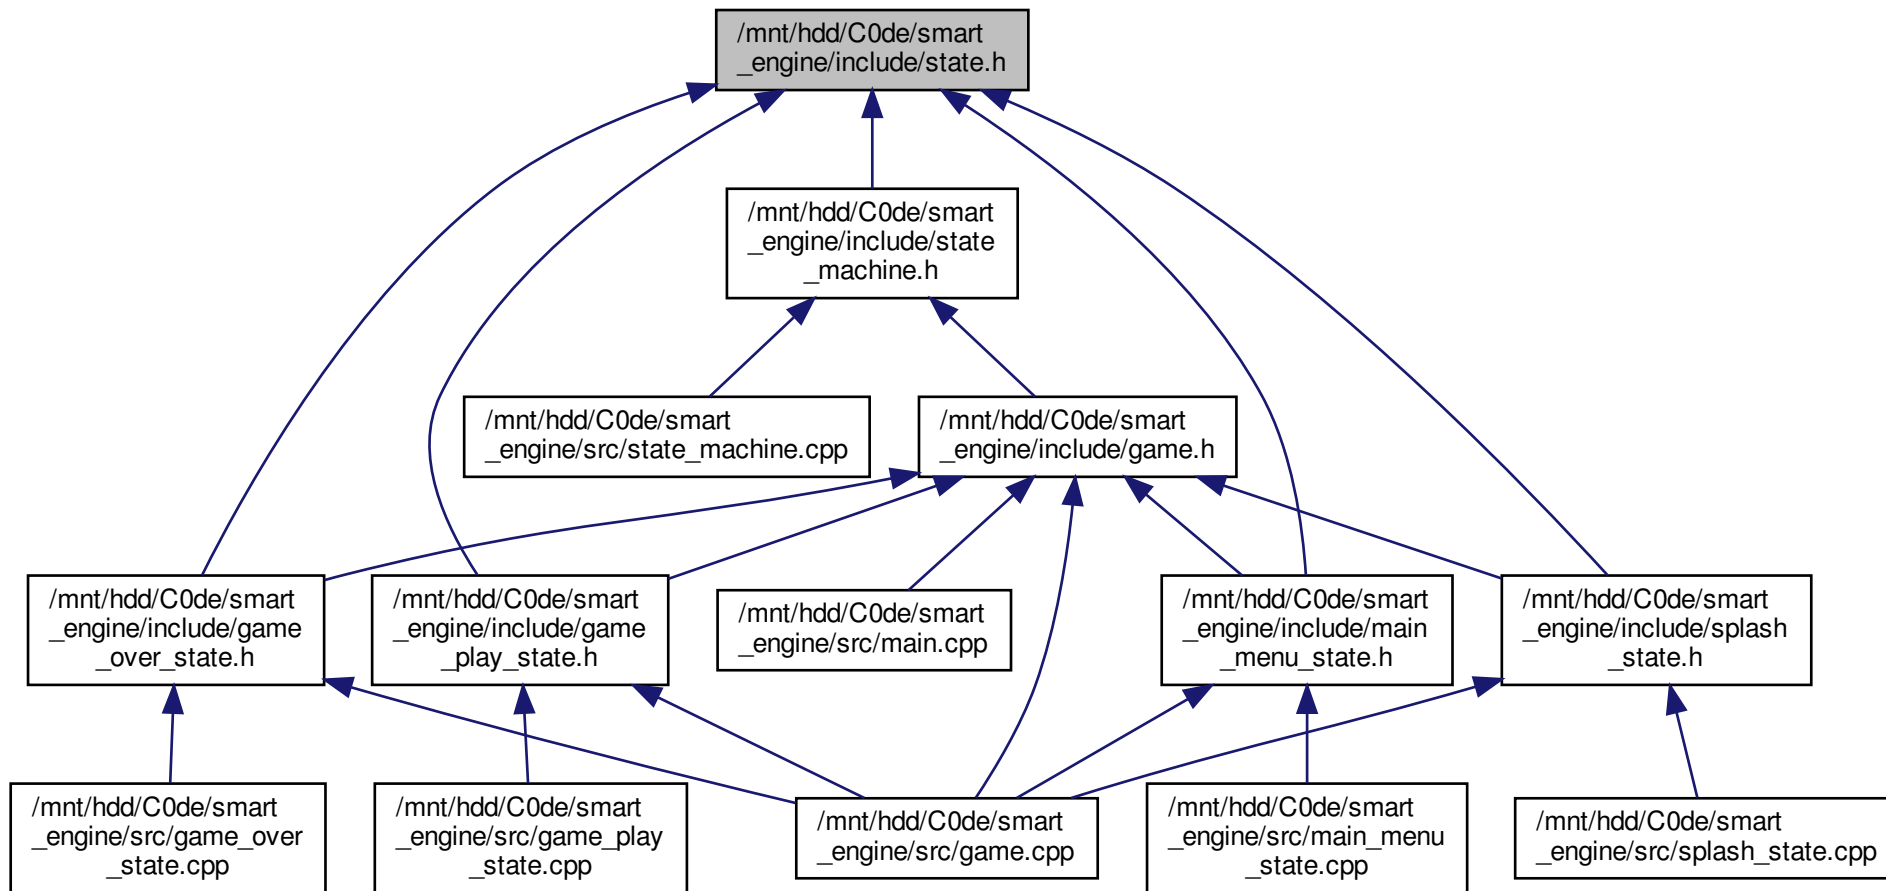 /mnt/hdd/C0de/smart
_engine/include/state.h
/mnt/hdd/C0de/smart
_engine/include/state
_machine.h
/mnt/hdd/C0de/smart
_engine/src/state_machine.cpp
/mnt/hdd/C0de/smart
_engine/include/game.h
/mnt/hdd/C0de/smart
_engine/include/game
_over_state.h
/mnt/hdd/C0de/smart
_engine/include/game
_play_state.h
/mnt/hdd/C0de/smart
_engine/src/main.cpp
/mnt/hdd/C0de/smart
_engine/include/main
_menu_state.h
/mnt/hdd/C0de/smart
_engine/include/splash
_state.h
/mnt/hdd/C0de/smart
_engine/src/game_over
_state.cpp
/mnt/hdd/C0de/smart
_engine/src/game_play
_state.cpp
/mnt/hdd/C0de/smart
_engine/src/game.cpp
/mnt/hdd/C0de/smart
_engine/src/main_menu
_state.cpp
/mnt/hdd/C0de/smart
_engine/src/splash_state.cpp